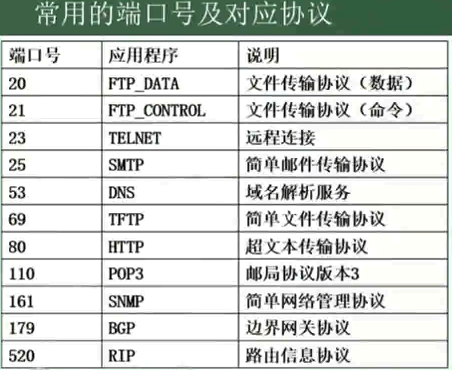 常用的端口号及对应协议
端口号 应用程序 说明
20 FTP_DATA 文件传输协议（数据）
21 FTP_CONTROL 文件传输协议（命令）
23 TELNET 远程连接
25 SMTP 简单邮件传输协议
53 DNS 域名解析服务
69 TFTP 简单文件传输协议
80 HTTP 超文本传输协议
110 POP3 邮局协议版本3
161 SNMP 简单网络管理协议
179 BGP 边界网关协议
520 RIP 路由信息协议